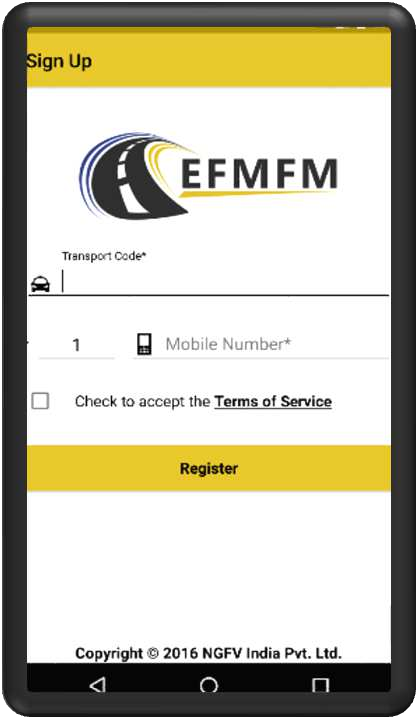 Sign Up
EFMFM
Transport Code*
1 Mobile Number*
Check to accept the Terms of Service
Register
Copyright © 2016 NGFV India Pvt. Ltd.